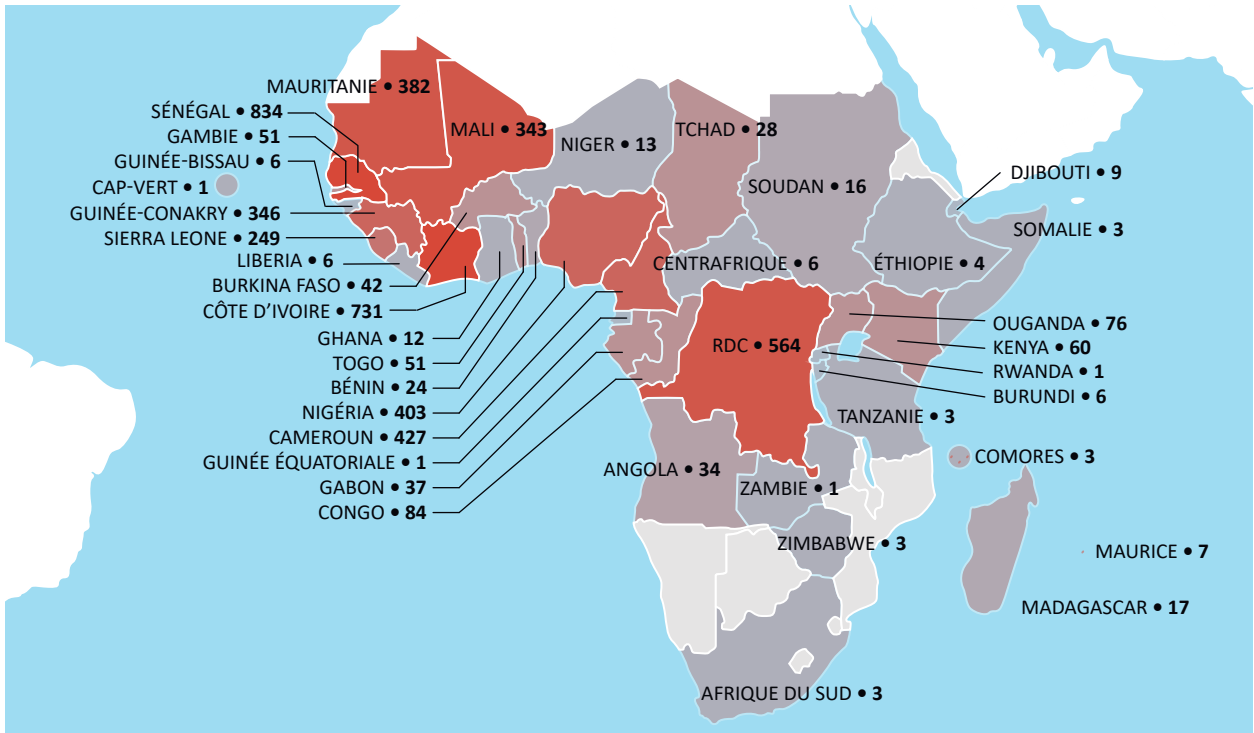 MAURITANIE • 382
SÉNÉGAL • 834
GAMBIE • 51
GUINÉE-BISSAU • 6
CAP-VERT • 1
GUINÉE-CONAKRY • 346
SIERRA LEONE • 249
LIBERIA • 6
BURKINA FASO • 42
CÔTE D'IVOIRE • 731
GHANA • 12
TOGO • 51
BÉNIN • 24
NIGÉRIA • 403
CAMEROUN • 427
GUINÉE ÉQUATORIALE • 1
GABON • 37
CONGO • 84
MALI • 343
NIGER • 13
TCHAD • 28
SOUDAN • 16
CENTRAFRIQUE • 6
ÉTHIOPIE • 4
DJIBOUTI • 9
SOMALIE • 3
OUGANDA • 76
KENYA • 60
RWANDA • 1
BURUNDI • 6
RDC • 564
TANZANIE • 3
ANGOLA • 34
ZAMBIE • 1
COMORES • 3
ZIMBABWE • 3
MAURICE • 7
MADAGASCAR • 17
AFRIQUE DU SUD • 3